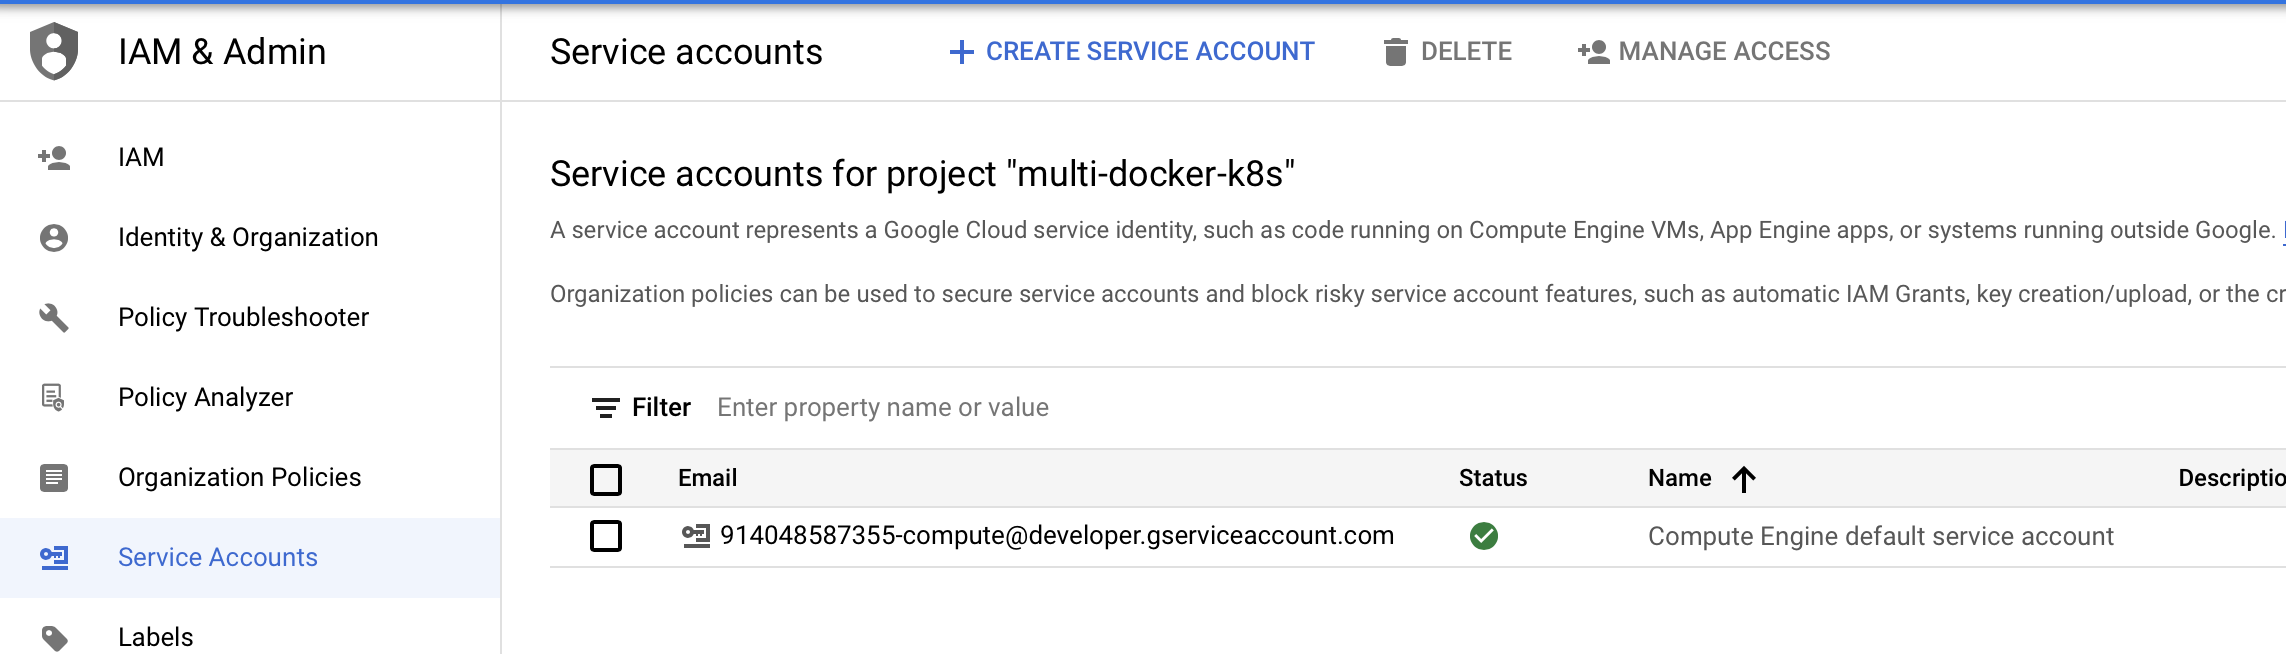 IAM & Admin
Service accounts
CREATE SERVICE ACCOUNT
DELETE
MANAGE ACCESS
IAM
Identity & Organization
Policy Troubleshooter
Policy Analyzer
Organization Policies
Service Accounts
Labels
Service accounts for project "multi-docker-k8s"
A service account represents a Google Cloud service identity, such as code running on Compute Engine VMs, App Engine apps, or systems running outside Google.
Organization policies can be used to secure service accounts and block risky service account features, such as automatic IAM Grants, key creation/upload, or the cr
Filter Enter property name or value
Email Status Name Descriptio
914048587355-compute@developer.gserviceaccount.com Compute Engine default service account